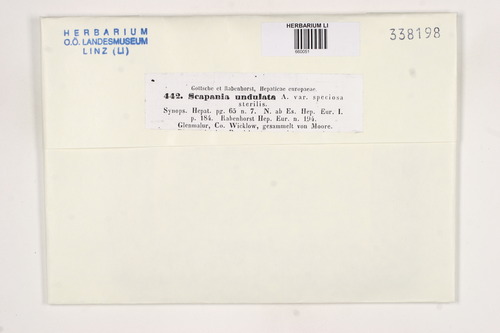 HERBARIUM
O.Ö. LANDESMUSEUM
LINZ (LI)
HERBARIUM LI
660051
338198
Gottsche et Rabenhorst, Hepaticae europaeae.
442. Scapania undulata A. var. speciosa
sterilis.
Synops. Hepat. pg. 65 n. 7. N. ab Es. Hep. Eur. I.
p. 184. Rabenhorst Hep. Eur. n. 194.
Glenmalur, Co. Wicklow, gesammelt von Moore.